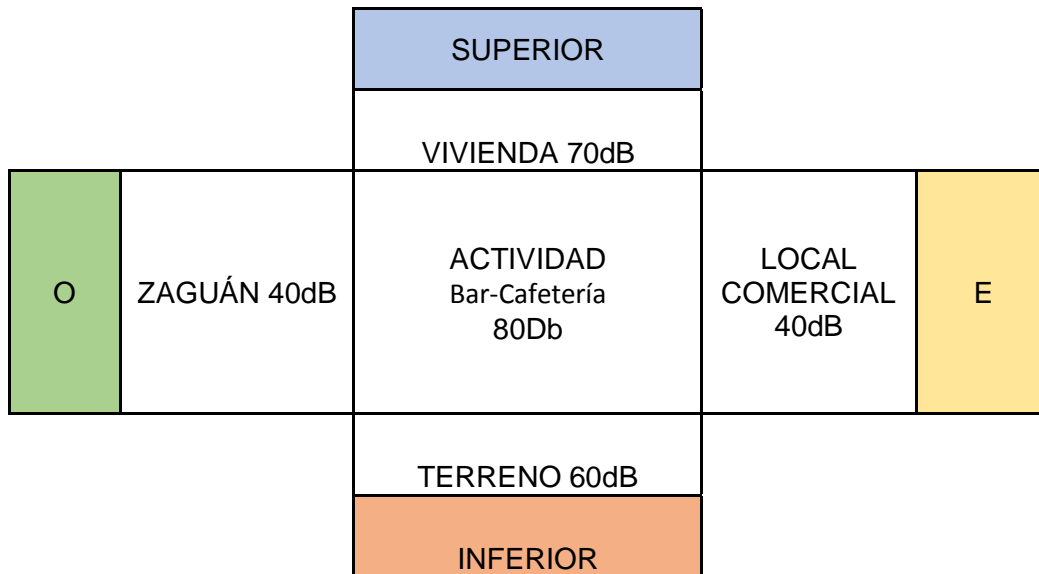 SUPERIOR
VIVIENDA 70dB
O
ZAGUÁN 40dB
ACTIVIDAD
Bar-Cafetería
80Db
LOCAL
COMERCIAL
40dB
E
TERRENO 60dB
INFERIOR